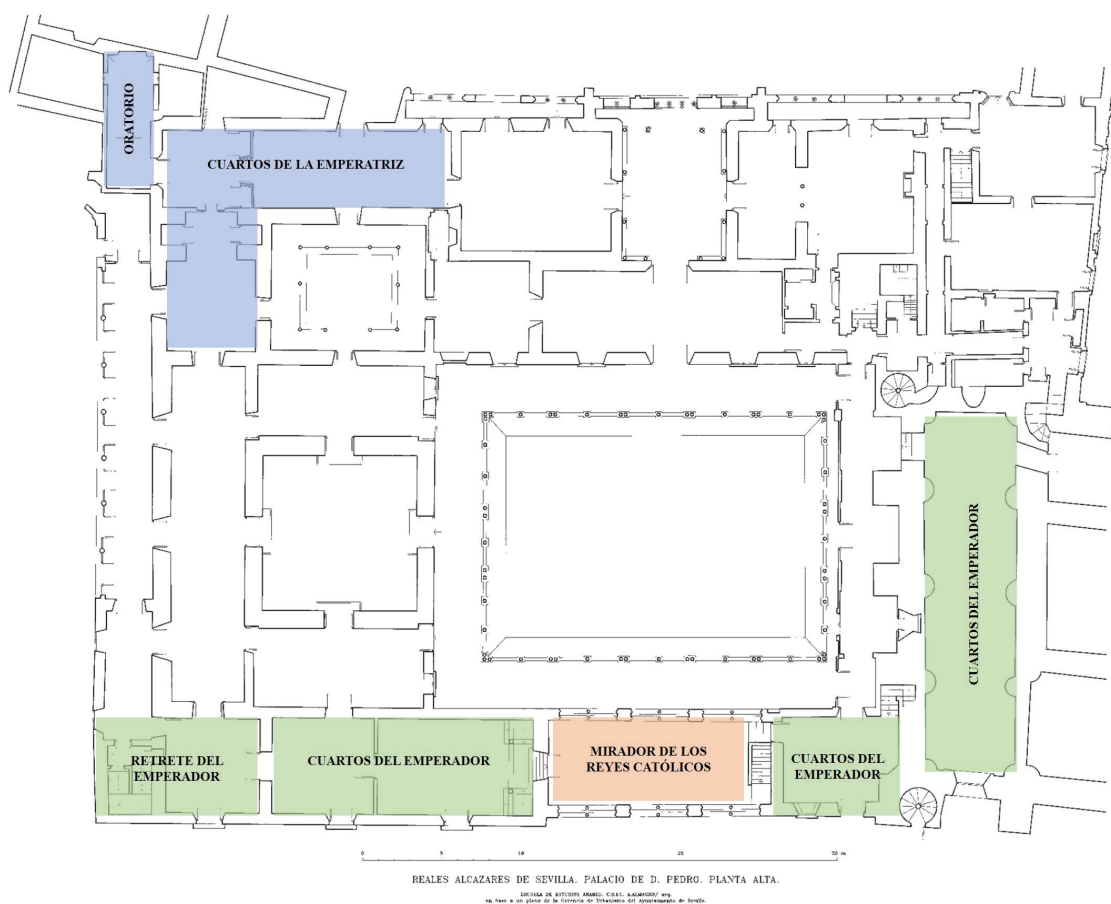 ORATORIO
CUARTOS DE LA EMPERATRIZ
CUARTOS DEL EMPERADOR
RETRETE DEL
EMPERADOR
CUARTOS DEL EMPERADOR
MIRADOR DE LOS
REYES CATÓLICOS
CUARTOS DEL
EMPERADOR
0 5 10 20 30 m
REALES ALCAZARES DE SEVILLA. PALACIO DE D. PEDRO. PLANTA ALTA.
ESCUELA DE ESTUDIOS ARABES. C.S.I.C. A.ALMAGRO/ arq.
en base a un plano de la Gerencia de Urbanismo del Ayuntamiento de Sevilla.